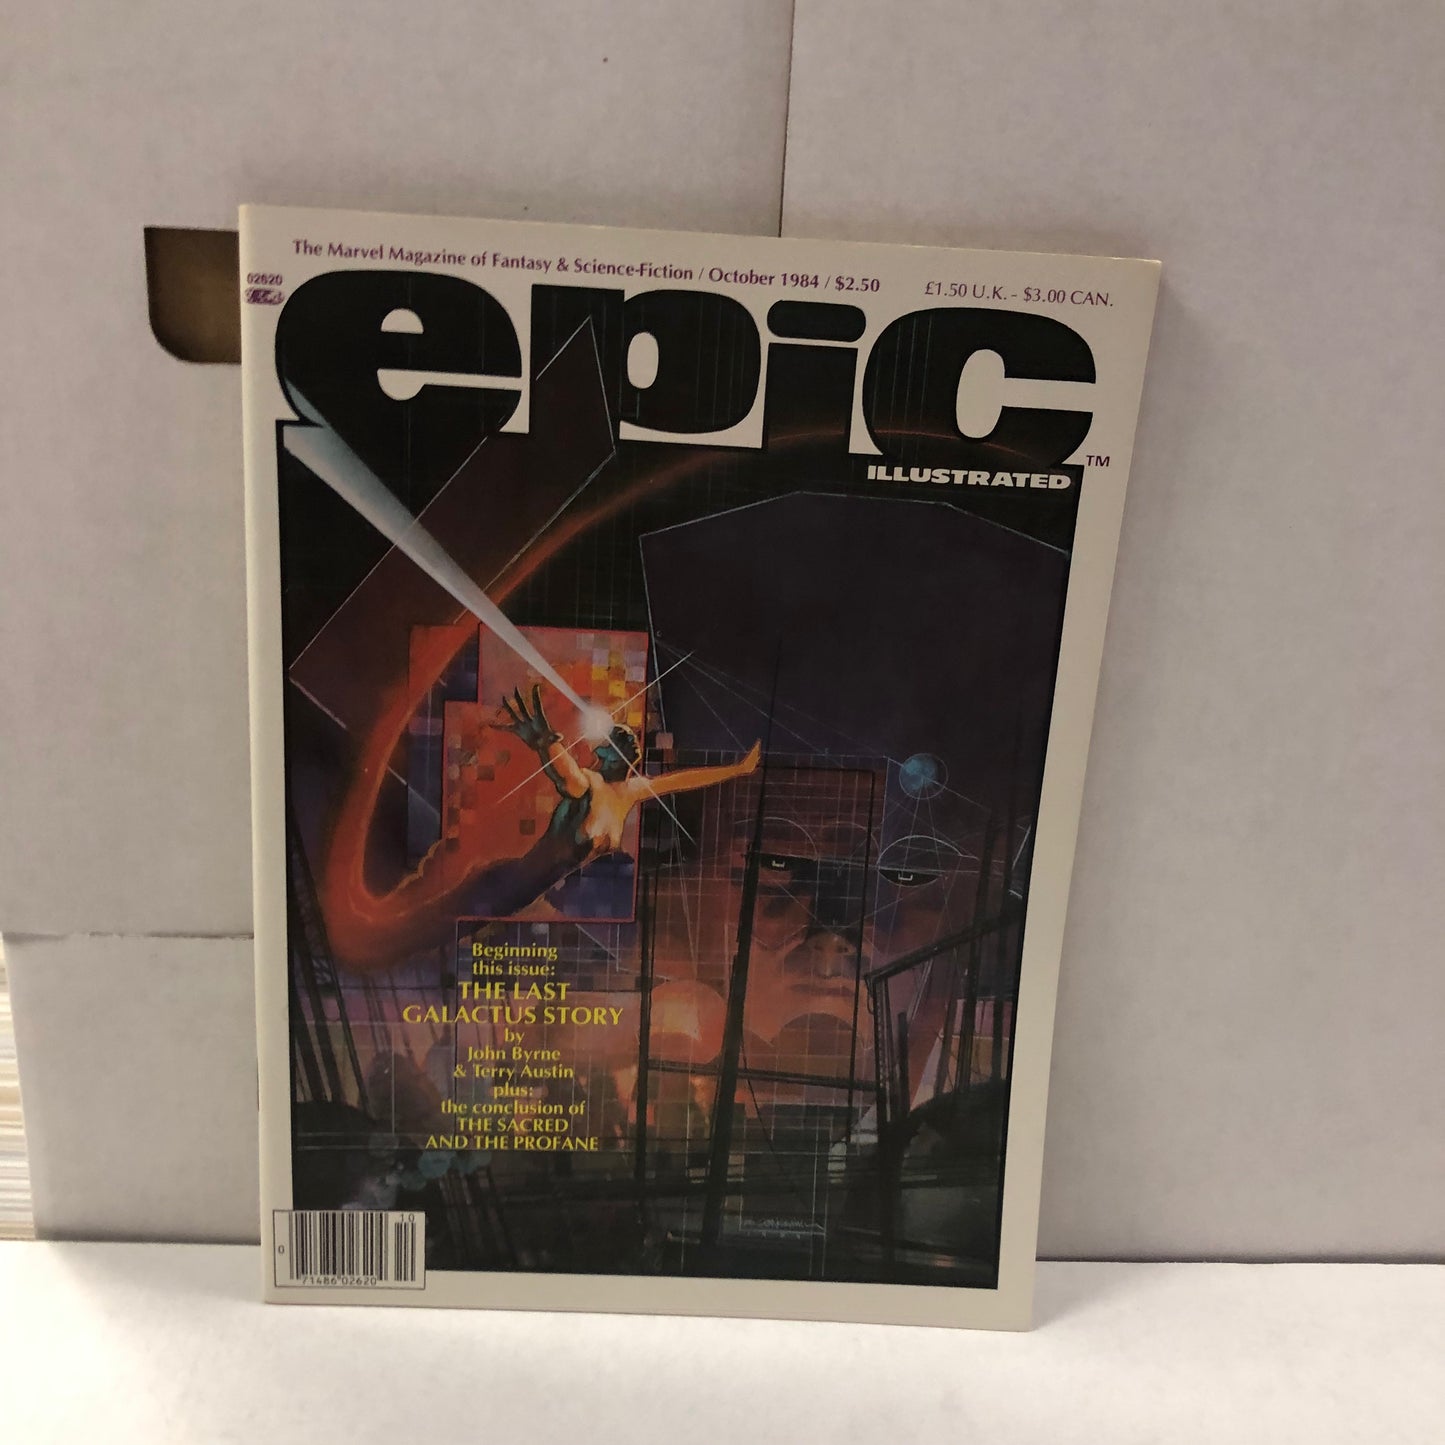 The Marvel Magazine of Fantasy & Science-Fiction / October 1984 / $2.50 £1.50 U.K. - $3.00 CAN.
02620
epic TM
ILLUSTRATED
Beginning
this issue:
THE LAST
GALACTUS STORY
by
John Byrne
& Terry Austin
plus:
the conclusion of
THE SACRED
AND THE PROFANE
10
0
71486 02620